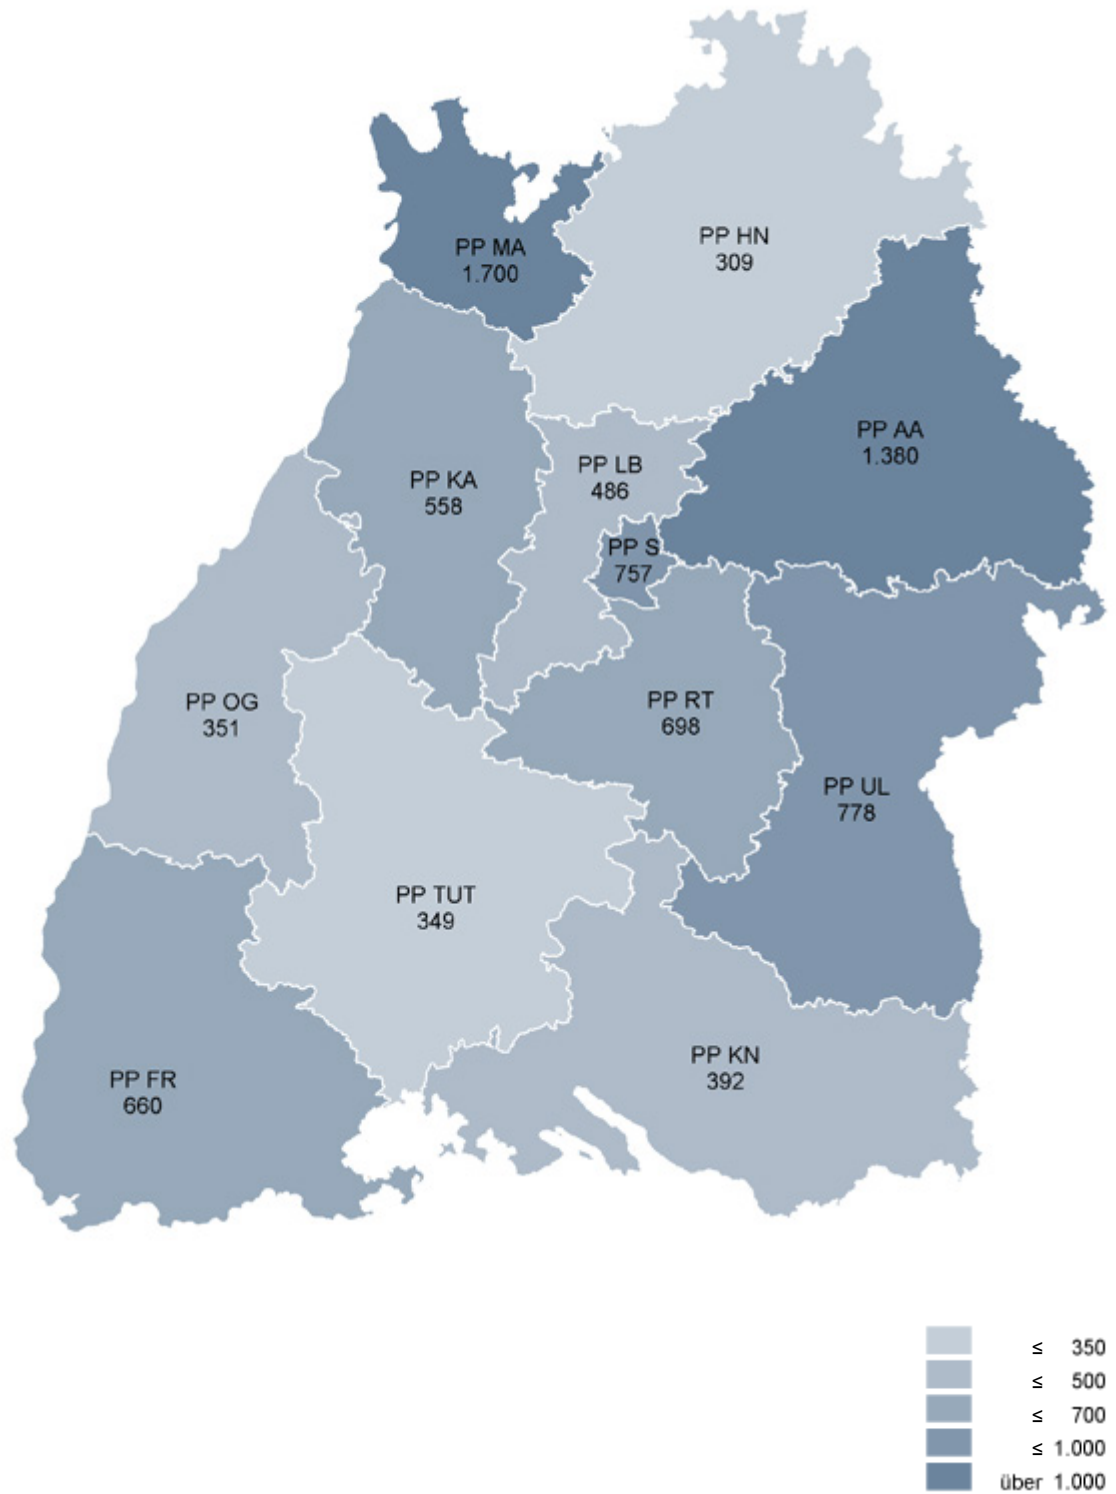 PP HN
309
PP MA
1.700
PP AA
1.380
PP LB
486
PP KA
558
PP S
757
PP RT
698
PP OG
351
PP UL
778
PP TUT
349
PP KN
392
PP FR
660
≤ 350
≤ 500
≤ 700
≤ 1.000
über 1.000